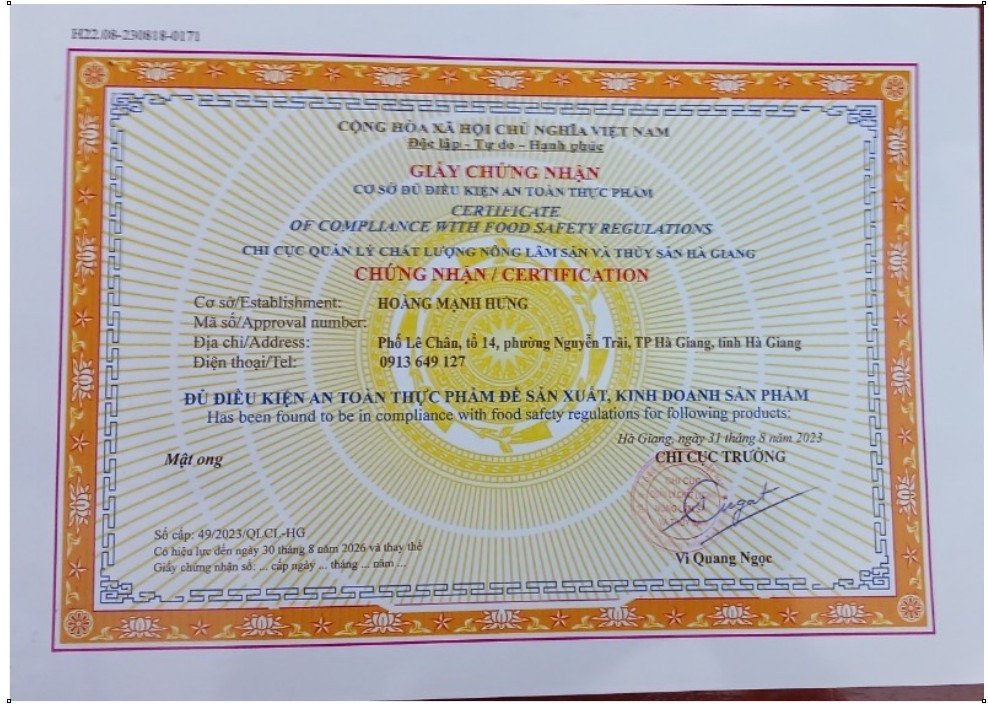 H22.08-230818-0171
CỘNG HÒA XÃ HỘI CHỦ NGHĨA VIỆT NAM
Độc lập - Tự do - Hạnh phúc
GIẤY CHỨNG NHẬN
CƠ SỞ ĐỦ ĐIỀU KIỆN AN TOÀN THỰC PHẨM
CERTIFICATE
OF COMPLIANCE WITH FOOD SAFETY REGULATIONS
CHI CỤC QUẢN LÝ CHẤT LƯỢNG NÔNG LÂM SẢN VÀ THỦY SẢN HÀ GIANG
CHỨNG NHẬN / CERTIFICATION
Cơ sở/Establishment: HOÀNG MẠNH HÙNG
Mã số/Approval number:
Địa chỉ/Address: Phố Lê Chân, tổ 14, phường Nguyễn Trãi, TP Hà Giang, tỉnh Hà Giang
Điện thoại/Tel: 0913 649 127
ĐỦ ĐIỀU KIỆN AN TOÀN THỰC PHẨM ĐỂ SẢN XUẤT, KINH DOANH SẢN PHẨM
Has been found to be in compliance with food safety regulations for following products:
Hà Giang, ngày 31 tháng 8 năm 2023
Mật ong
CHI CỤC TRƯỞNG
CHI CỤC
Số cấp: 49/2023/QLCL-HG
Có hiệu lực đến ngày 30 tháng 8 năm 2026 và thay thế
Giấy chứng nhận số: ... cấp ngày ... tháng ... năm ...
Vi Quang Ngọc